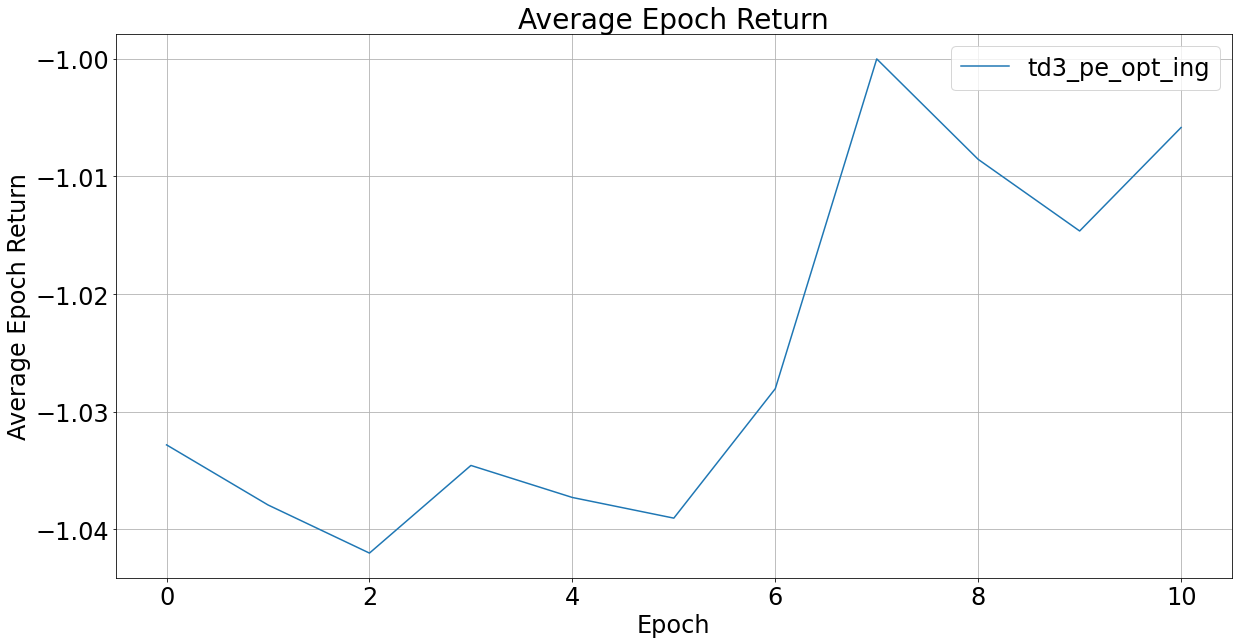 Average Epoch Return
td3_pe_opt_ing
Average Epoch Return
−1.00
−1.01
−1.02
−1.03
−1.04
0 2 4 6 8 10
Epoch